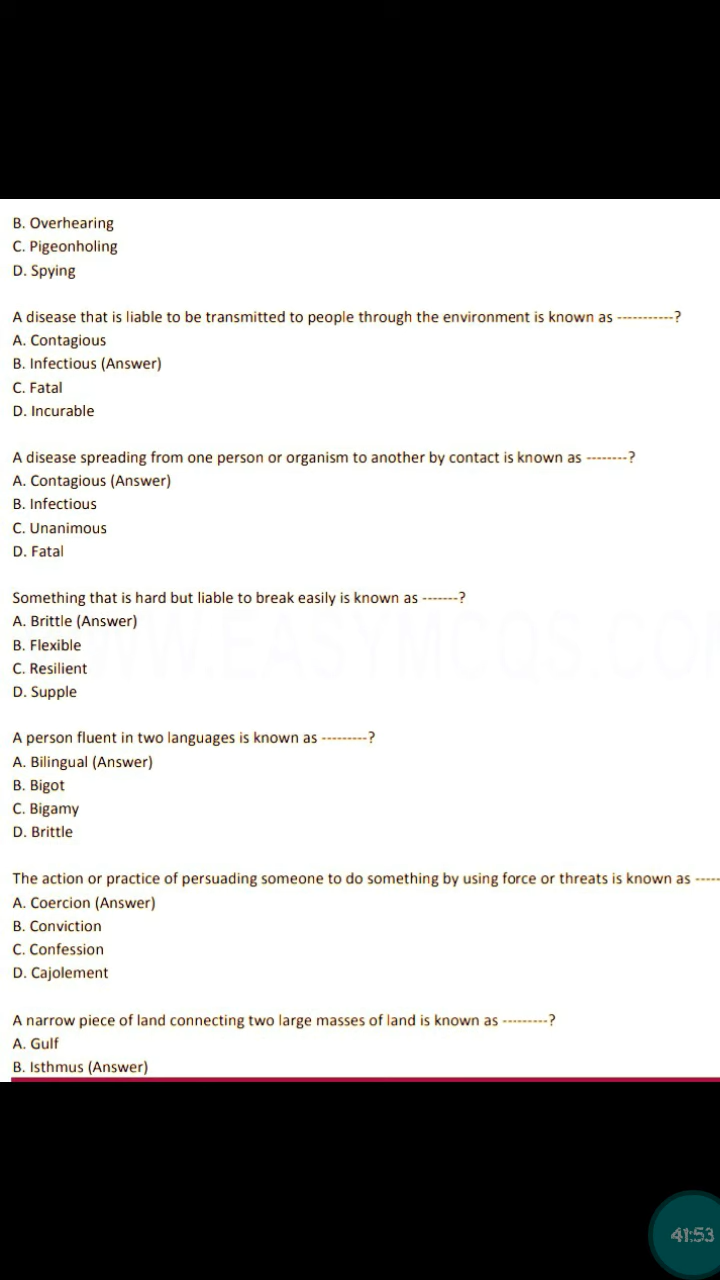 B. Overhearing
C. Pigeonholing
D. Spying
A disease that is liable to be transmitted to people through the environment is known as -----------?
A. Contagious
B. Infectious (Answer)
C. Fatal
D. Incurable
A disease spreading from one person or organism to another by contact is known as --------?
A. Contagious (Answer)
B. Infectious
C. Unanimous
D. Fatal
Something that is hard but liable to break easily is known as -------?
A. Brittle (Answer)
B. Flexible
C. Resilient
D. Supple
WW.EASYMCQS.CO
A person fluent in two languages is known as ---------?
A. Bilingual (Answer)
B. Bigot
C. Bigamy
D. Brittle
The action or practice of persuading someone to do something by using force or threats is known as -----
A. Coercion (Answer)
B. Conviction
C. Confession
D. Cajolement
A narrow piece of land connecting two large masses of land is known as ---------?
A. Gulf
B. Isthmus (Answer)
41:53